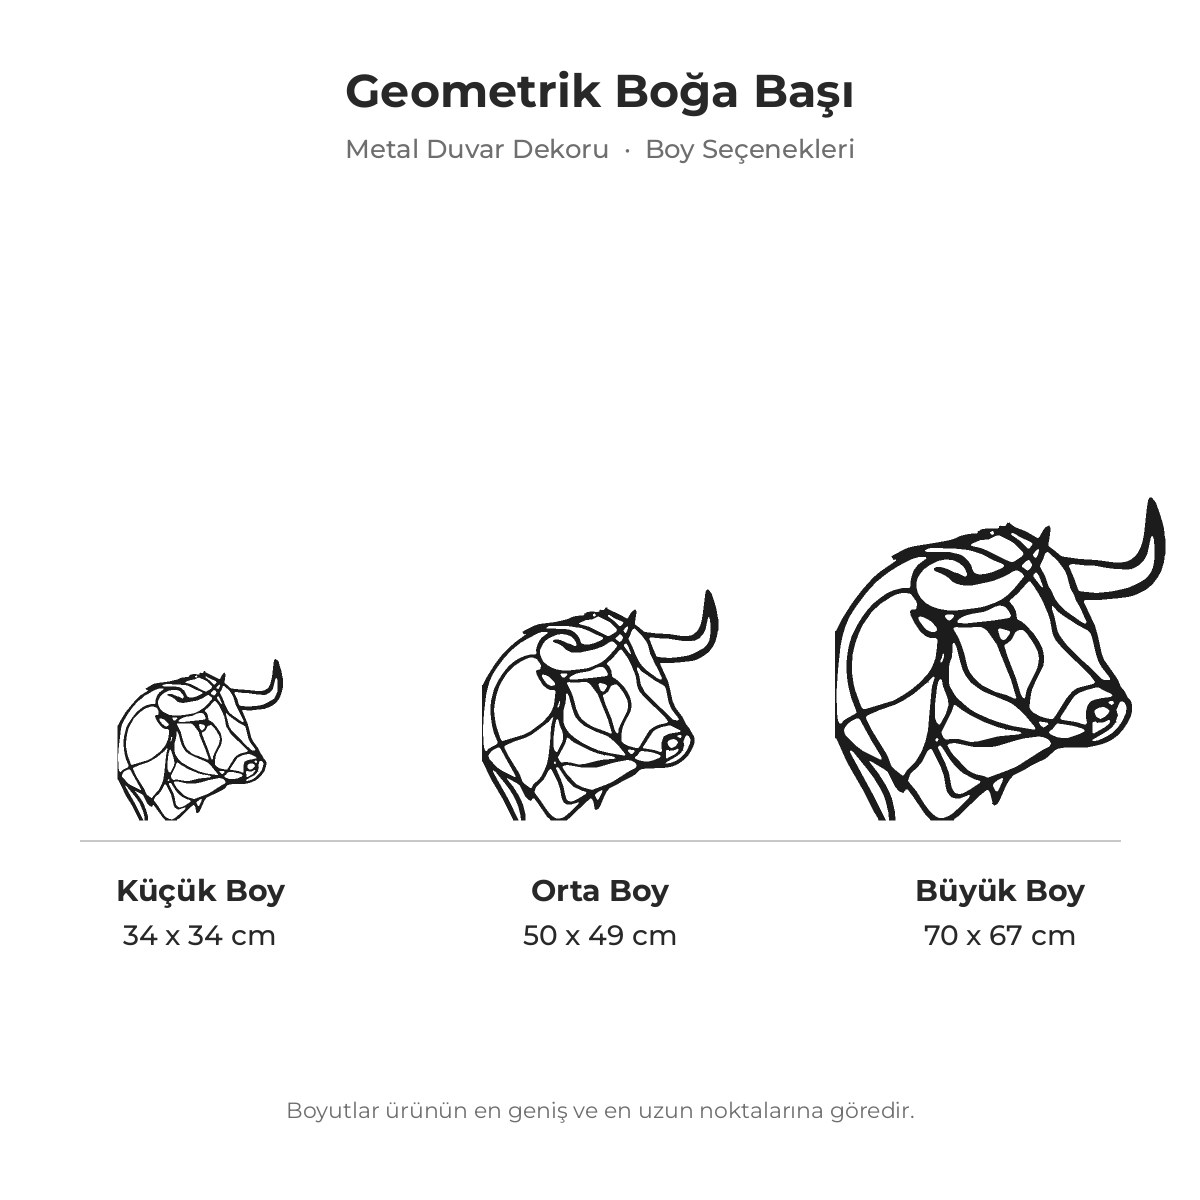 Geometrik Boğa Başı
Metal Duvar Dekoru · Boy Seçenekleri
Küçük Boy
34 x 34 cm
Orta Boy
50 x 49 cm
Büyük Boy
70 x 67 cm
Boyutlar ürünün en geniş ve en uzun noktalarına göredir.